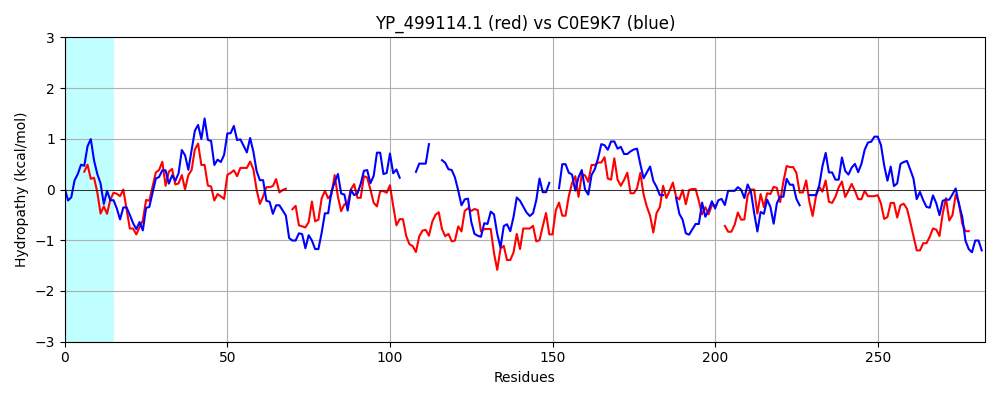 YP_499114.1 (red) vs C0E9K7 (blue)
3
2
1
0
−1
−2
−3
Hydropathy (kcal/mol)
0 50 100 150 200 250
Residues